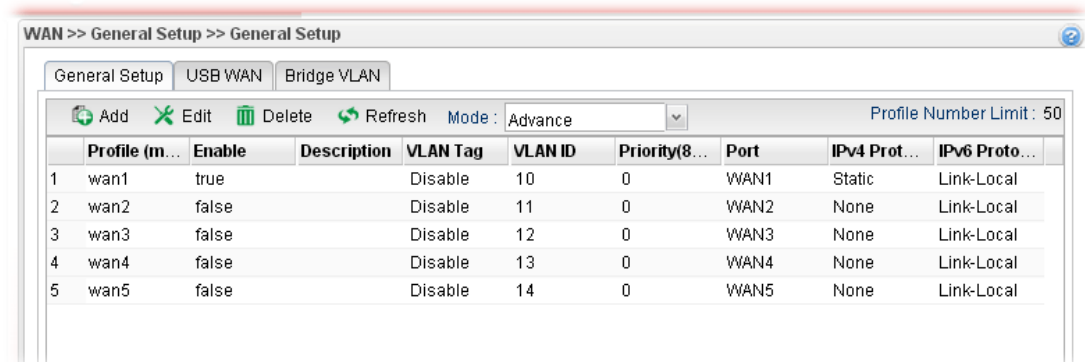 WAN >> General Setup >> General Setup
General Setup USB WAN Bridge VLAN
Add Edit Delete Refresh Mode : Advance Profile Number Limit : 50
Profile (m... Enable Description VLAN Tag VLAN ID Priority(8... Port IPv4 Prot... IPv6 Proto...
1 wan1 true Disable 10 0 WAN1 Static Link-Local
2 wan2 false Disable 11 0 WAN2 None Link-Local
3 wan3 false Disable 12 0 WAN3 None Link-Local
4 wan4 false Disable 13 0 WAN4 None Link-Local
5 wan5 false Disable 14 0 WAN5 None Link-Local